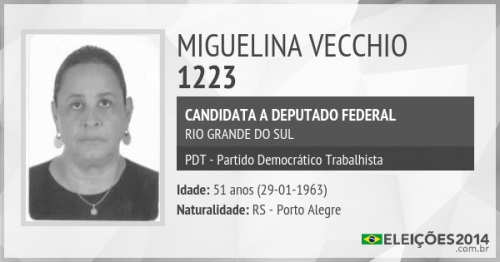 MIGUELINA VECCHIO
1223
CANDIDATA A DEPUTADO FEDERAL
RIO GRANDE DO SUL
PDT - Partido Democrático Trabalhista
Idade: 51 anos (29-01-1963)
Naturalidade: RS - Porto Alegre
ELEIÇÕES2014
.com.br